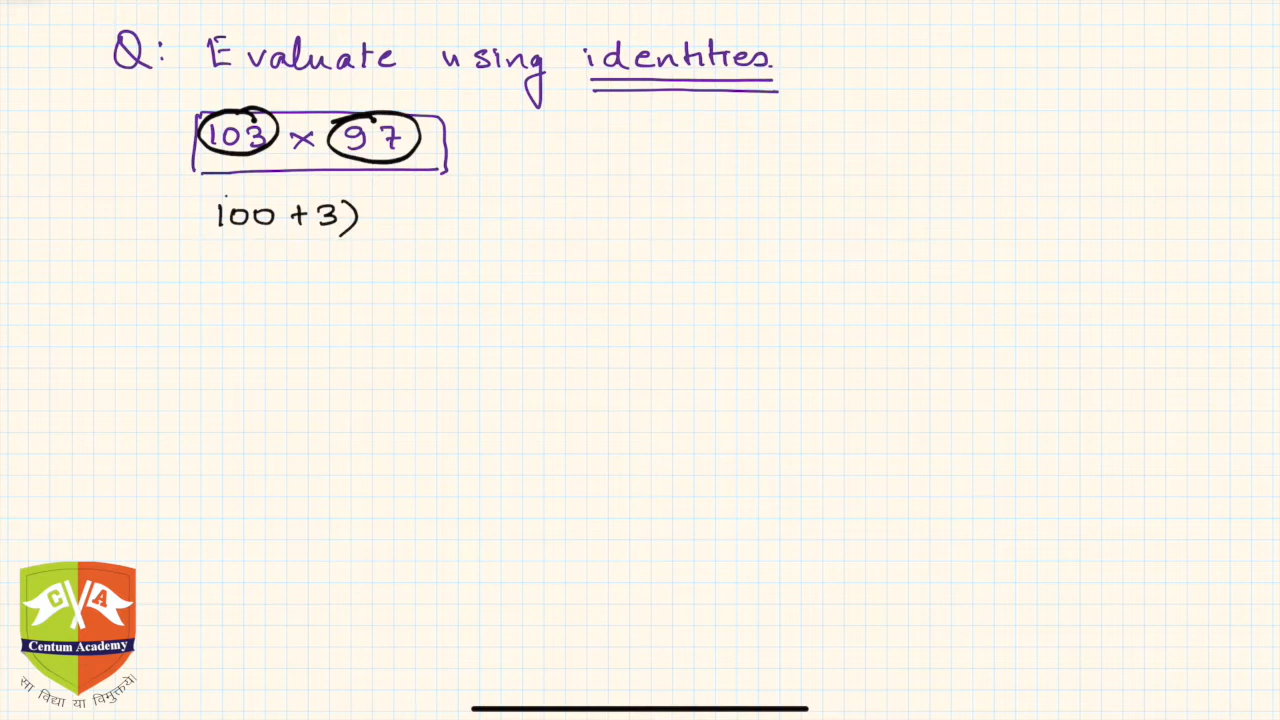 Q: Evaluate using identities.
103 × 97
100 + 3)
C A
Centum Academy
सा विद्या या विमुक्तये।